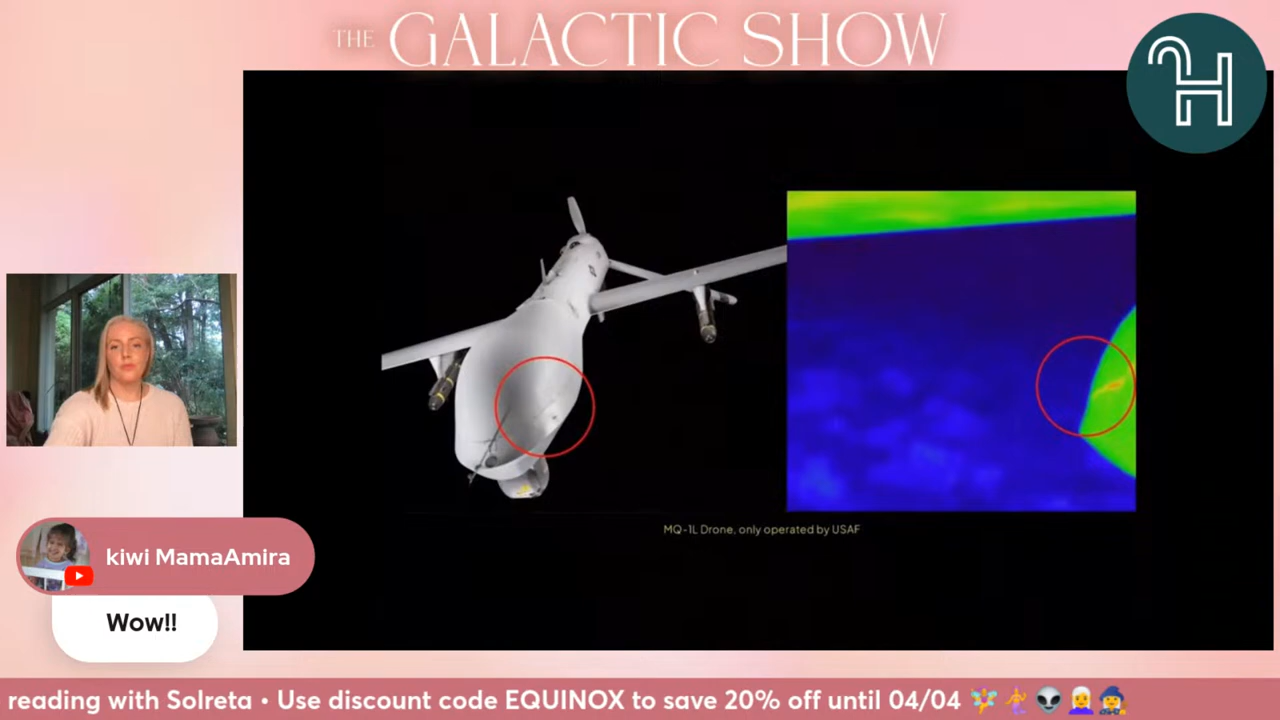 THE GALACTIC SHOW
H
MQ-1L Drone, only operated by USAF
kiwi MamaAmira
Wow!!
reading with Solreta • Use discount code EQUINOX to save 20% off until 04/04 🧚🧜‍♀️👽👩‍🦳🧙